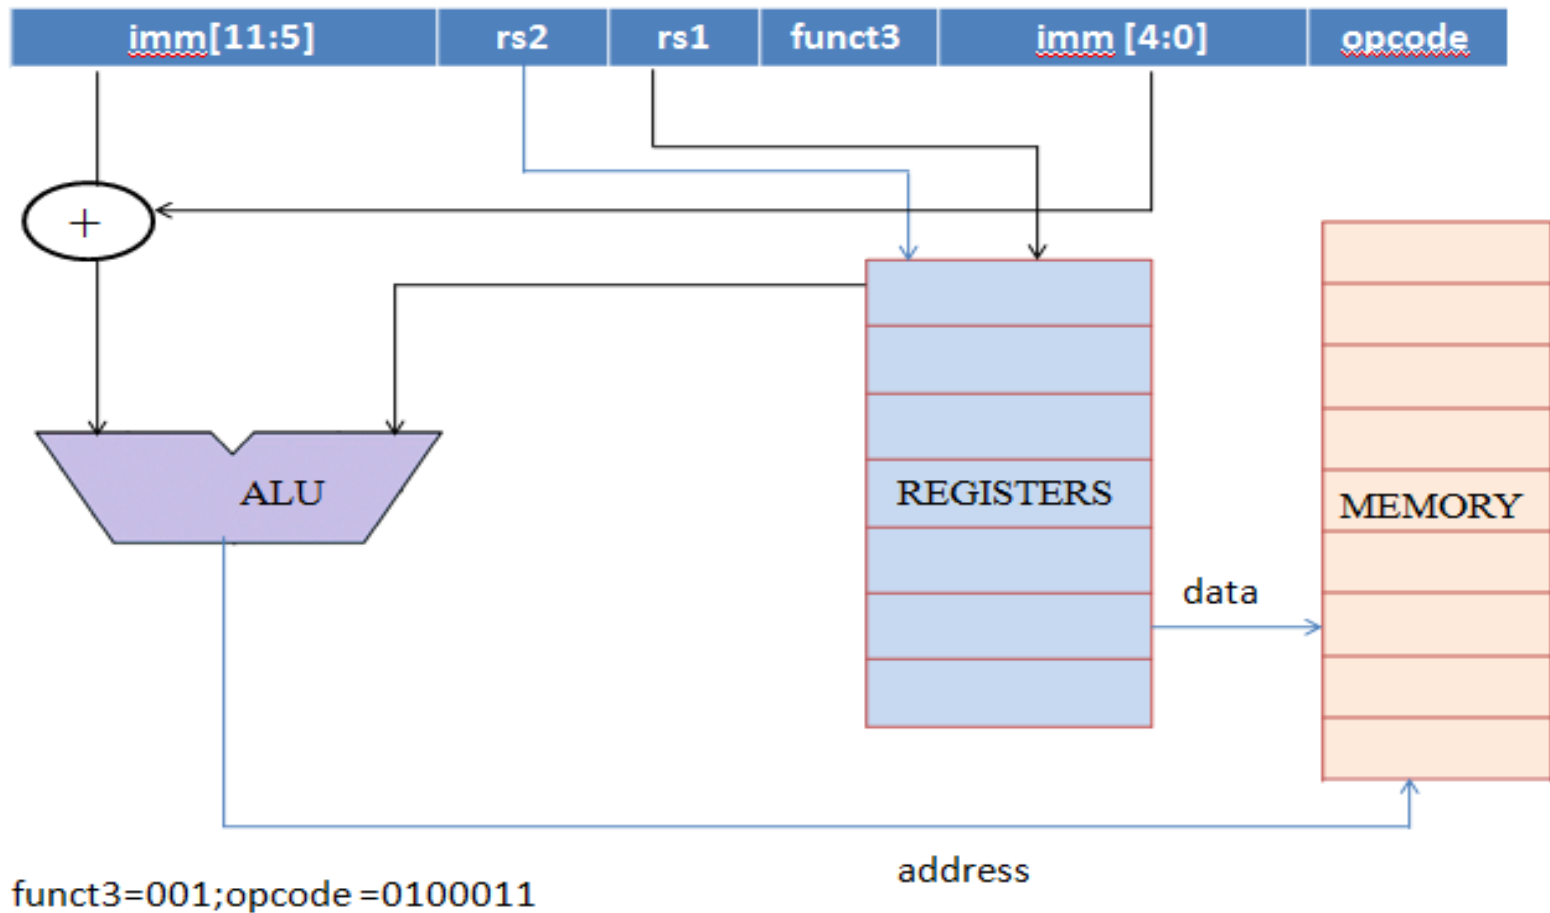 imm[11:5] rs2 rs1 funct3 imm [4:0] opcode
+
ALU
REGISTERS
MEMORY
data
address
funct3=001;opcode =0100011